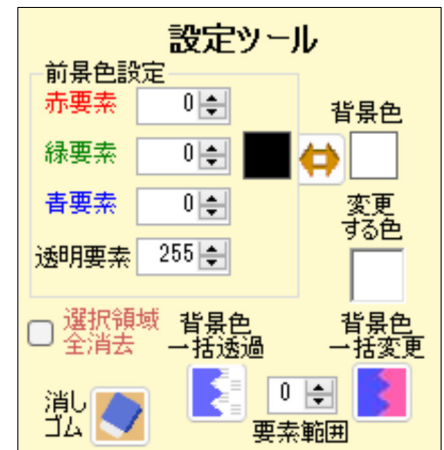 設定ツール
前景色設定
赤要素 0
緑要素 0
青要素 0
透明要素 255
背景色
変更
する色
選択領域
全消去
背景色
一括透過
背景色
一括変更
消し
ゴム
0
要素範囲